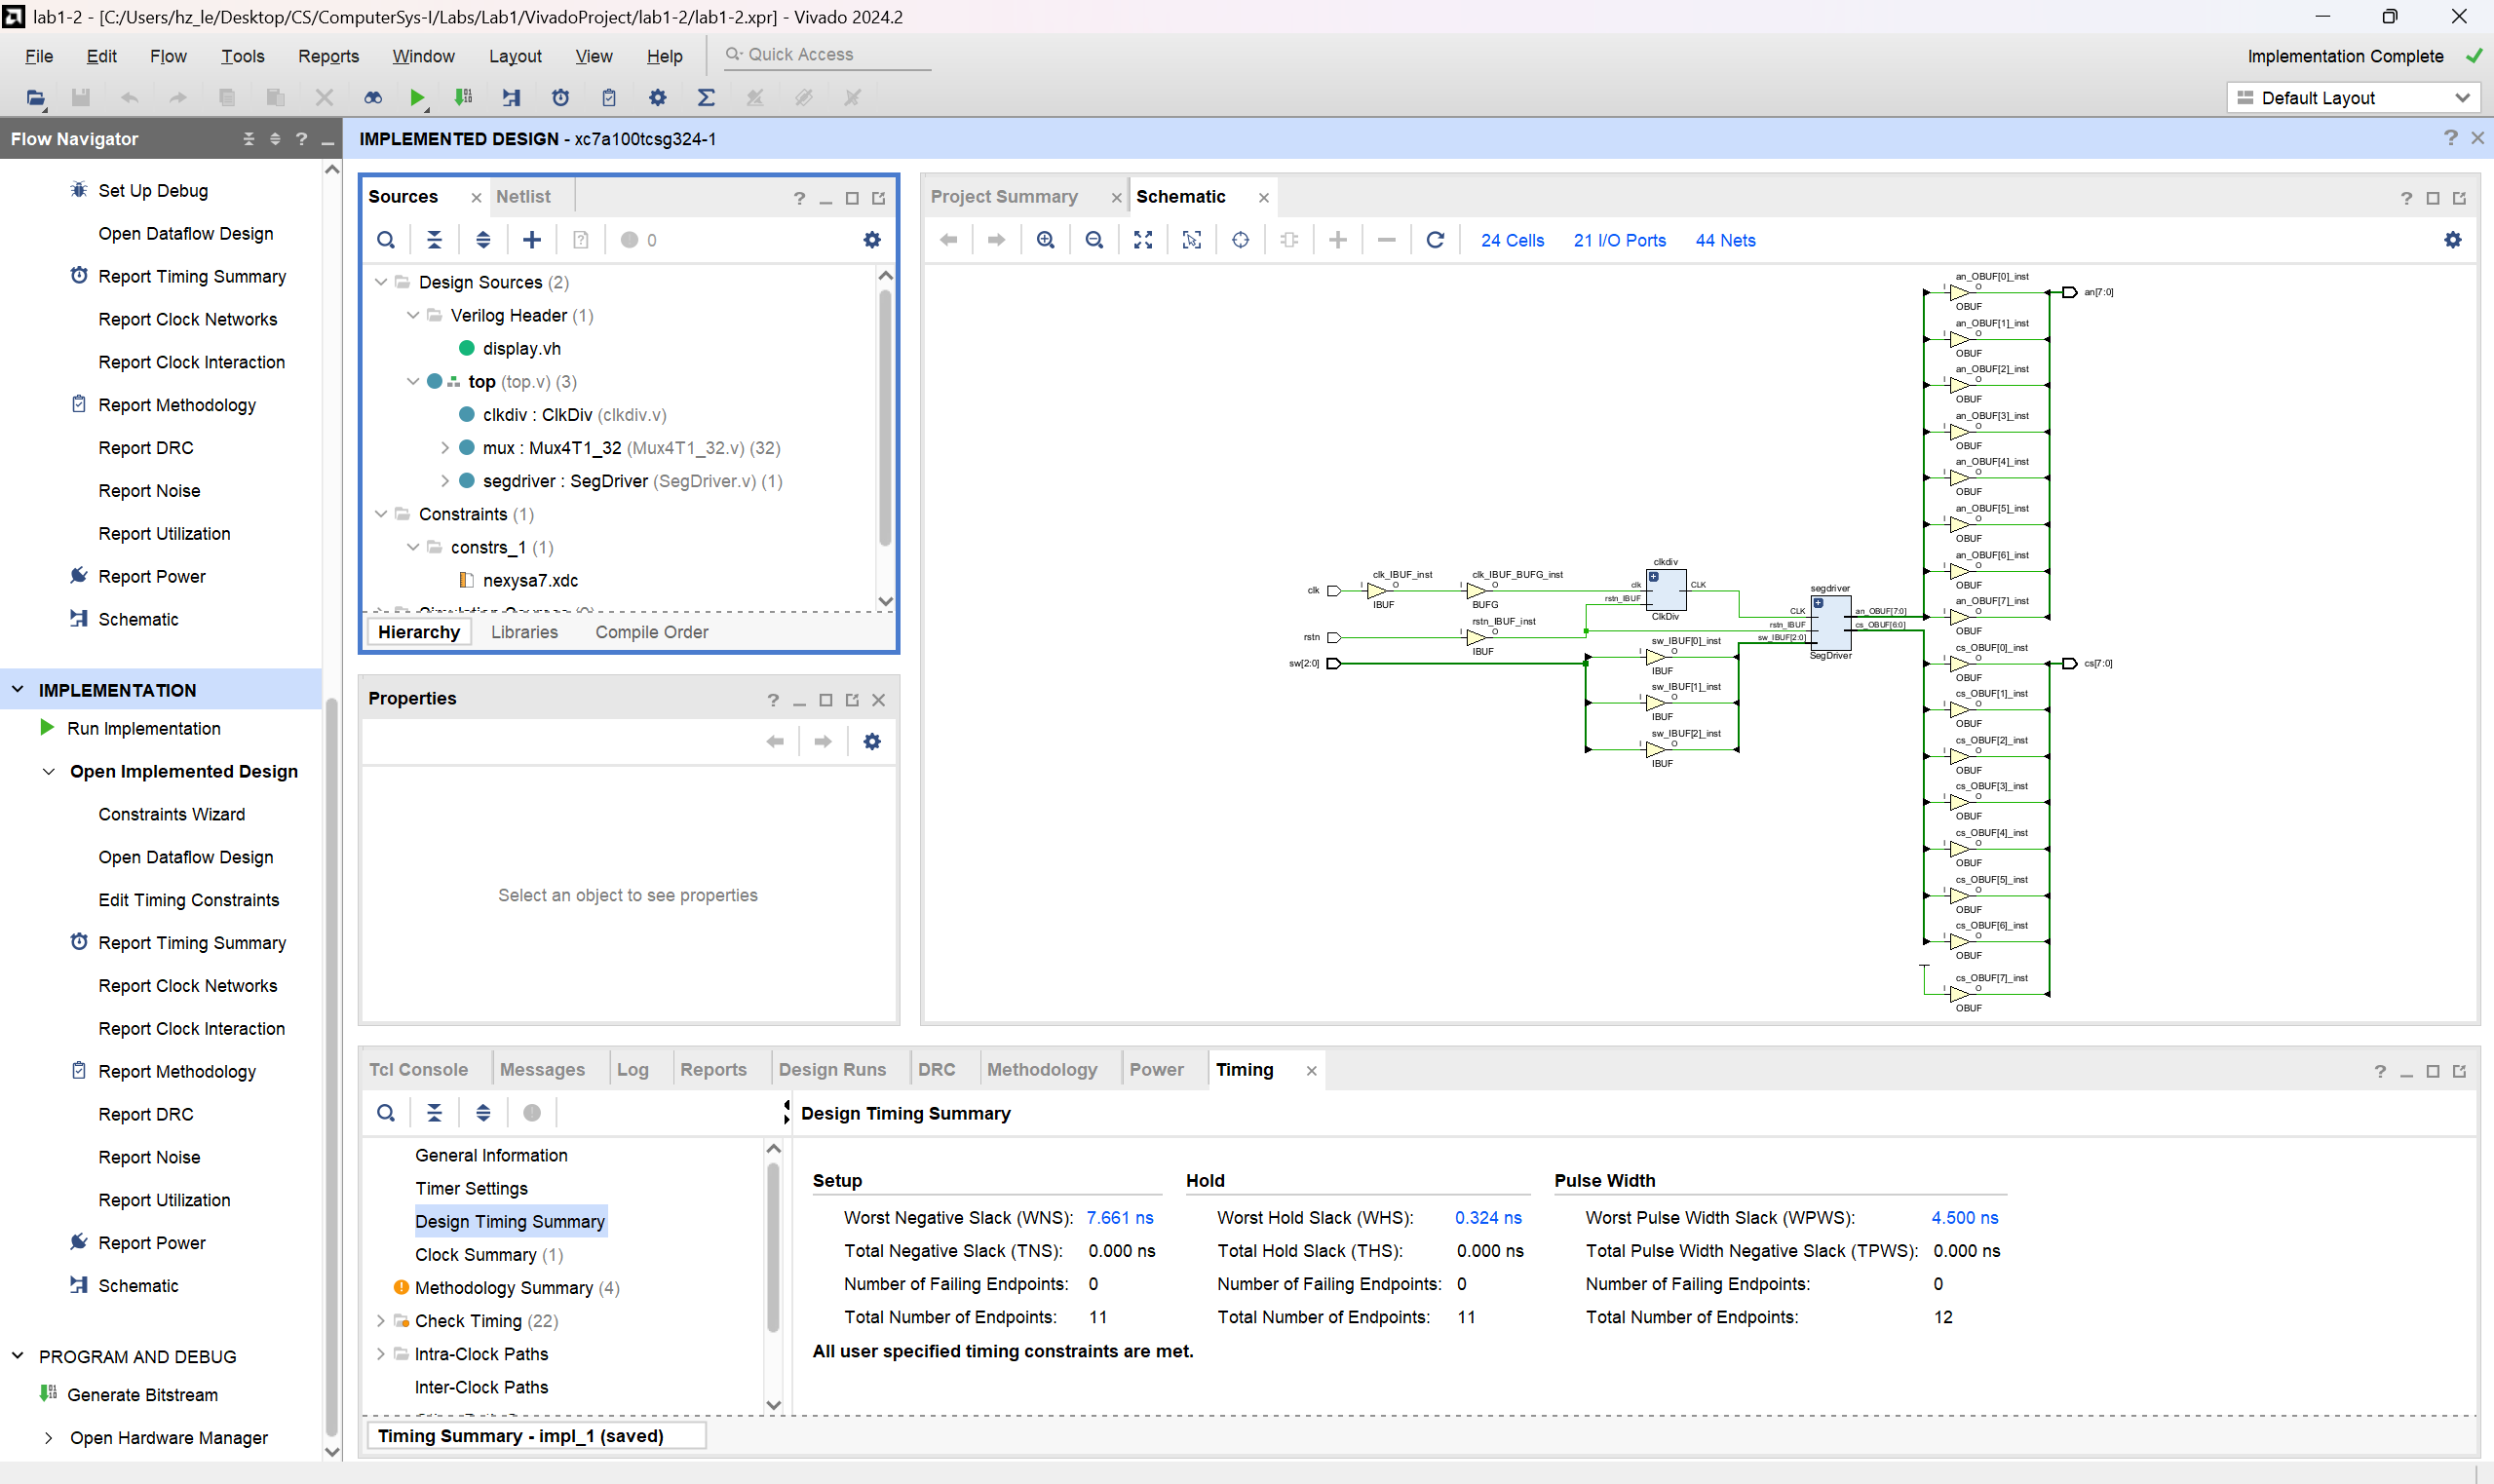 lab1-2 - [C:/Users/hz_le/Desktop/CS/ComputerSys-I/Labs/Lab1/VivadoProject/lab1-2/lab1-2.xpr] - Vivado 2024.2
File Edit Flow Tools Reports Window Layout View Help Quick Access
Implementation Complete
Default Layout
Flow Navigator
Set Up Debug
Open Dataflow Design
Report Timing Summary
Report Clock Networks
Report Clock Interaction
Report Methodology
Report DRC
Report Noise
Report Utilization
Report Power
Schematic
IMPLEMENTATION
Run Implementation
Open Implemented Design
Constraints Wizard
Open Dataflow Design
Edit Timing Constraints
Report Timing Summary
Report Clock Networks
Report Clock Interaction
Report Methodology
Report DRC
Report Noise
Report Utilization
Report Power
Schematic
PROGRAM AND DEBUG
Generate Bitstream
Open Hardware Manager
IMPLEMENTED DESIGN - xc7a100tcsg324-1
Sources Netlist
0
Design Sources (2)
Verilog Header (1)
display.vh
top (top.v) (3)
clkdiv : ClkDiv (clkdiv.v)
mux : Mux4T1_32 (Mux4T1_32.v) (32)
segdriver : SegDriver (SegDriver.v) (1)
Constraints (1)
constrs_1 (1)
nexysa7.xdc
Hierarchy Libraries Compile Order
Properties
Select an object to see properties
Project Summary Schematic
24 Cells 21 I/O Ports 44 Nets
clk
clk_IBUF_inst
I O
IBUF
clk_IBUF_BUFG_inst
I O
BUFG
rstn
rstn_IBUF_inst
I O
IBUF
sw[2:0]
clkdiv
clk CLK
rstn_IBUF
ClkDiv
sw_IBUF[0]_inst
I O
IBUF
sw_IBUF[1]_inst
I O
IBUF
sw_IBUF[2]_inst
I O
IBUF
segdriver
CLK an_OBUF[7:0]
rstn_IBUF cs_OBUF[6:0]
sw_IBUF[2:0]
SegDriver
an_OBUF[0]_inst
I O
OBUF
an[7:0]
an_OBUF[1]_inst
I O
OBUF
an_OBUF[2]_inst
I O
OBUF
an_OBUF[3]_inst
I O
OBUF
an_OBUF[4]_inst
I O
OBUF
an_OBUF[5]_inst
I O
OBUF
an_OBUF[6]_inst
I O
OBUF
an_OBUF[7]_inst
I O
OBUF
cs_OBUF[0]_inst
I O
OBUF
cs[7:0]
cs_OBUF[1]_inst
I O
OBUF
cs_OBUF[2]_inst
I O
OBUF
cs_OBUF[3]_inst
I O
OBUF
cs_OBUF[4]_inst
I O
OBUF
cs_OBUF[5]_inst
I O
OBUF
cs_OBUF[6]_inst
I O
OBUF
cs_OBUF[7]_inst
I O
OBUF
Tcl Console Messages Log Reports Design Runs DRC Methodology Power Timing
General Information
Timer Settings
Design Timing Summary
Clock Summary (1)
Methodology Summary (4)
Check Timing (22)
Intra-Clock Paths
Inter-Clock Paths
Design Timing Summary
Setup Hold Pulse Width
Worst Negative Slack (WNS): 7.661 ns Worst Hold Slack (WHS): 0.324 ns Worst Pulse Width Slack (WPWS): 4.500 ns
Total Negative Slack (TNS): 0.000 ns Total Hold Slack (THS): 0.000 ns Total Pulse Width Negative Slack (TPWS): 0.000 ns
Number of Failing Endpoints: 0 Number of Failing Endpoints: 0 Number of Failing Endpoints: 0
Total Number of Endpoints: 11 Total Number of Endpoints: 11 Total Number of Endpoints: 12
All user specified timing constraints are met.
Timing Summary - impl_1 (saved)